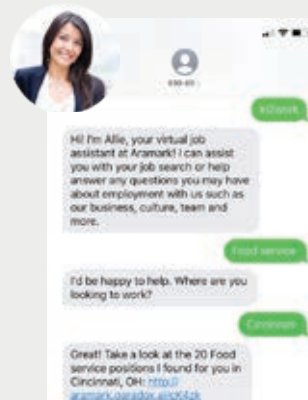 Hi! I'm Allie, your virtual job
assistant at Aramark! I can assist
you with your job search or help
answer any questions you may have
about employment with us such as
our business, culture, team and
more.
Food service
I'd be happy to help. Where are you
looking to work?
Cincinnati
Great! Take a look at the 20 Food
service positions I found for you in
Cincinnati, OH: http://